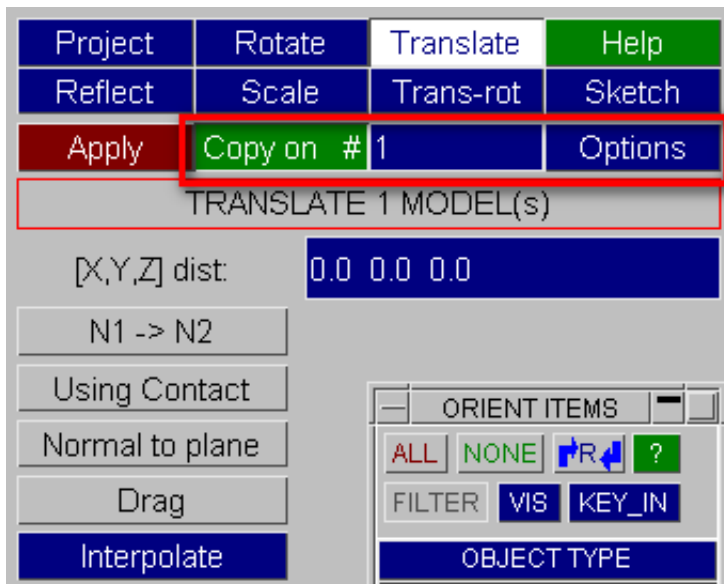 Project Rotate Translate Help
Reflect Scale Trans-rot Sketch
Apply Copy on # 1 Options
TRANSLATE 1 MODEL(s)
[X,Y,Z] dist: 0.0 0.0 0.0
N1 -> N2
Using Contact
Normal to plane
Drag
Interpolate
ORIENT ITEMS
ALL NONE R ?
FILTER VIS KEY_IN
OBJECT TYPE